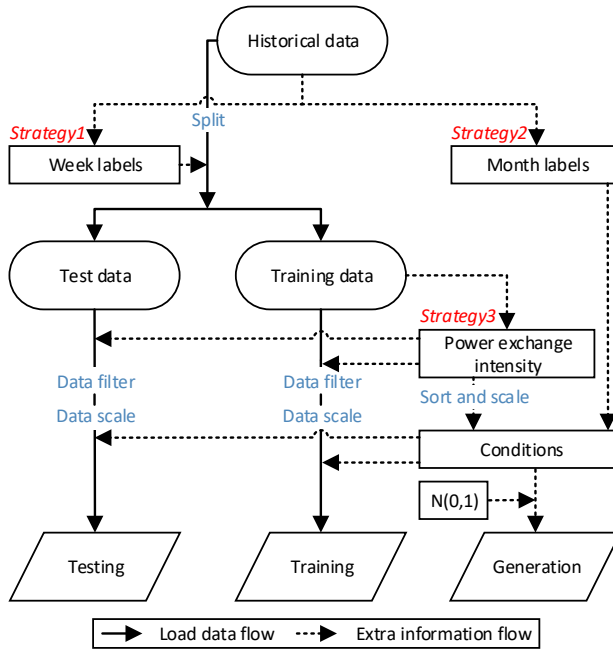 Historical data
Split
Strategy1
Strategy2
Week labels
Month labels
Test data
Training data
Strategy3
Power exchange
intensity
Data filter
Data filter
Sort and scale
Data scale
Data scale
Conditions
N(0,1)
Testing
Training
Generation
Load data flow
Extra information flow